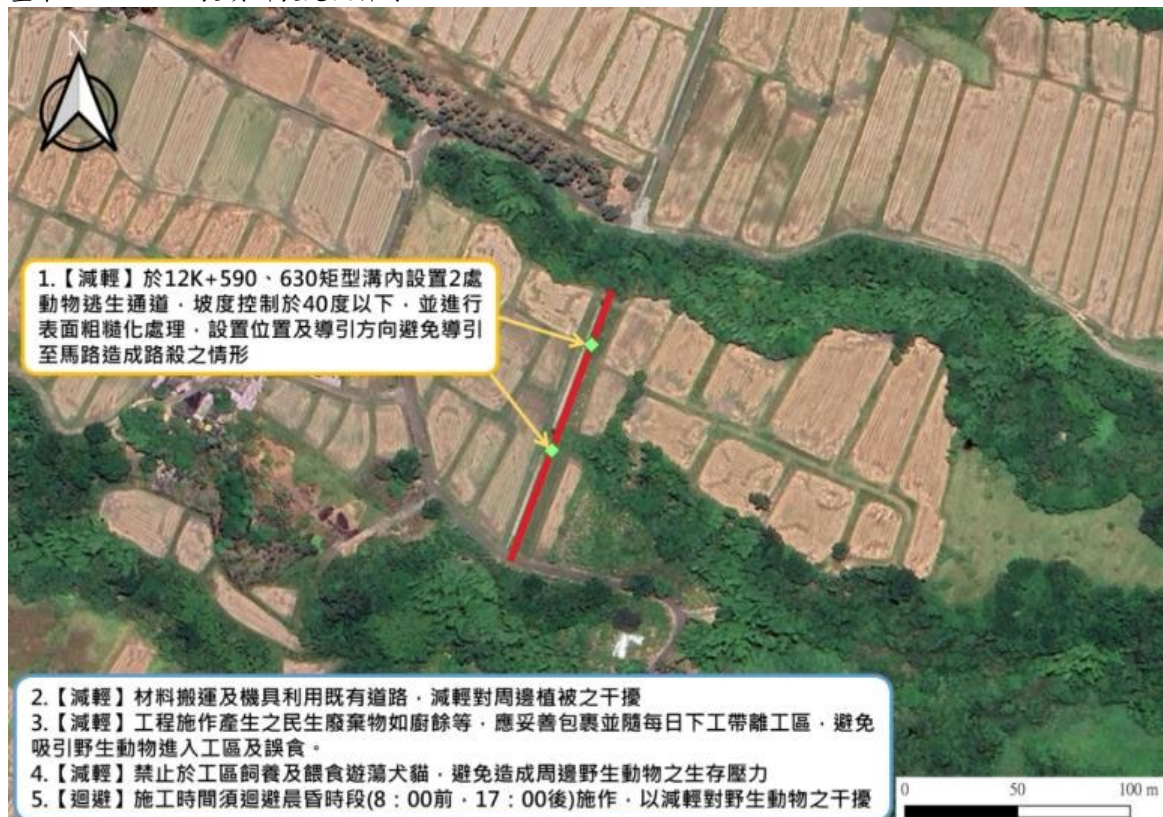 N
1.【減輕】於12K+590、630矩型溝內設置2處
動物逃生通道，坡度控制於40度以下，並進行
表面粗糙化處理，設置位置及導引方向避免導引
至馬路造成路殺之情形
2.【減輕】材料搬運及機具利用既有道路，減輕對周邊植被之干擾
3.【減輕】工程施作產生之民生廢棄物如廚餘等，應妥善包裹並隨每日下工帶離工區，避免
吸引野生動物進入工區及誤食。
4.【減輕】禁止於工區飼養及餵食遊蕩犬貓，避免造成周邊野生動物之生存壓力
5.【迴避】施工時間須迴避晨昏時段(8：00前，17：00後)施作，以減輕對野生動物之干擾
0 50 100 m